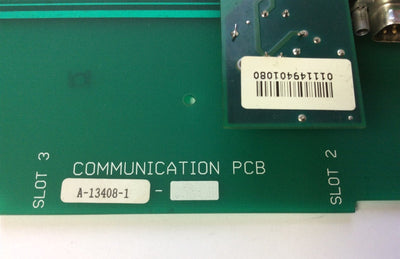 0111494010B0
SLOT 3
COMMUNICATION PCB
A-13408-1 -
SLOT 2